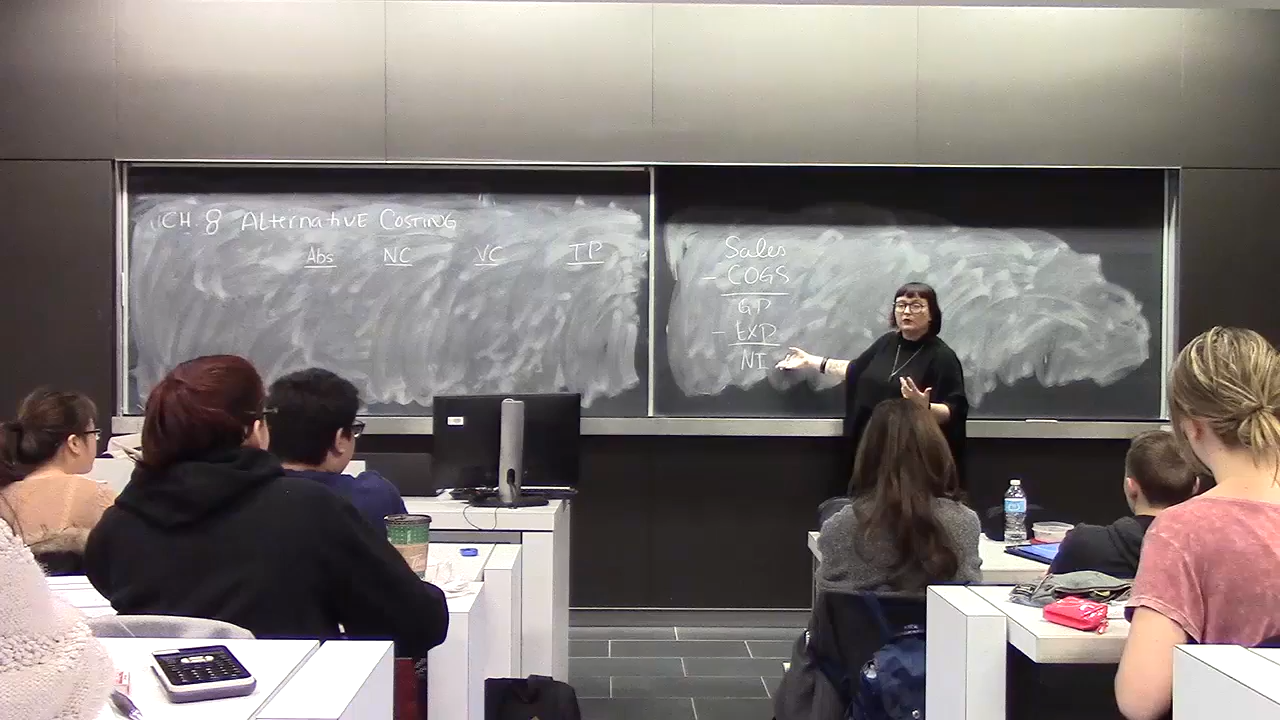 CH. 8 Alternative Costing
Abs NC VC TP
Sales
- COGS
GP
- EXP
NI